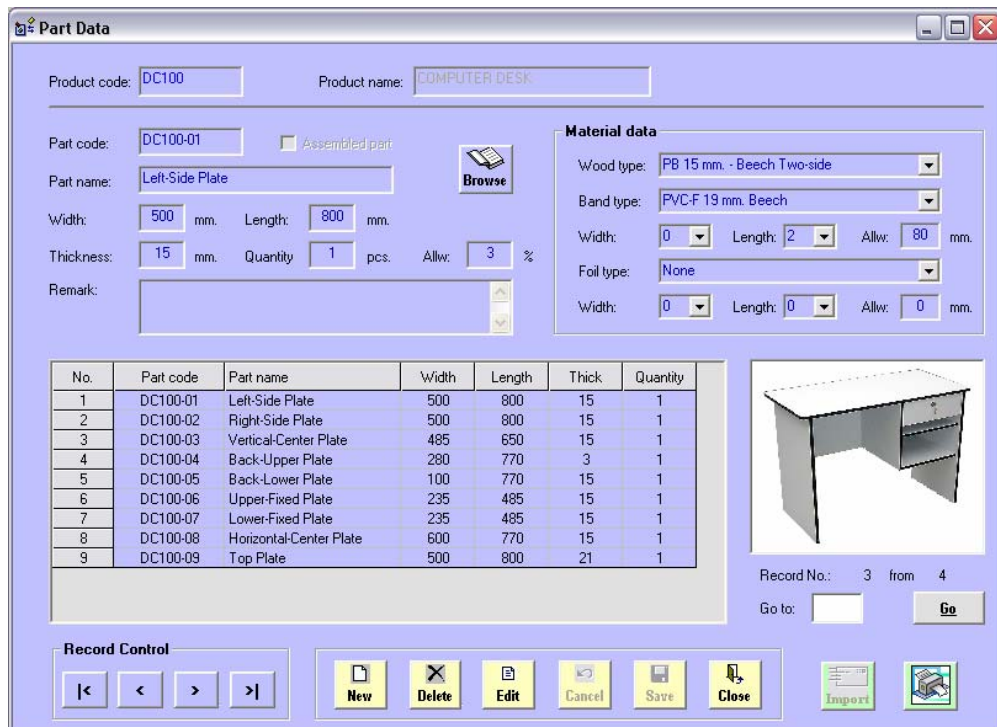 Part Data
Product code: DC100 Product name: COMPUTER DESK
Part code: DC100-01 Assembled part
Part name: Left-Side Plate
Browse
Width: 500 mm. Length: 800 mm.
Thickness: 15 mm. Quantity 1 pcs. Allw: 3 %
Remark:
Material data
Wood type: PB 15 mm. - Beech Two-side
Band type: PVC-F 19 mm. Beech
Width: 0 Length: 2 Allw: 80 mm.
Foil type: None
Width: 0 Length: 0 Allw: 0 mm.
No. Part code Part name Width Length Thick Quantity
1 DC100-01 Left-Side Plate 500 800 15 1
2 DC100-02 Right-Side Plate 500 800 15 1
3 DC100-03 Vertical-Center Plate 485 650 15 1
4 DC100-04 Back-Upper Plate 280 770 3 1
5 DC100-05 Back-Lower Plate 100 770 15 1
6 DC100-06 Upper-Fixed Plate 235 485 15 1
7 DC100-07 Lower-Fixed Plate 235 485 15 1
8 DC100-08 Horizontal-Center Plate 600 770 15 1
9 DC100-09 Top Plate 500 800 21 1
Record No.: 3 from 4
Go to: Go
Record Control
|< < > >|
New Delete Edit Cancel Save Close Import